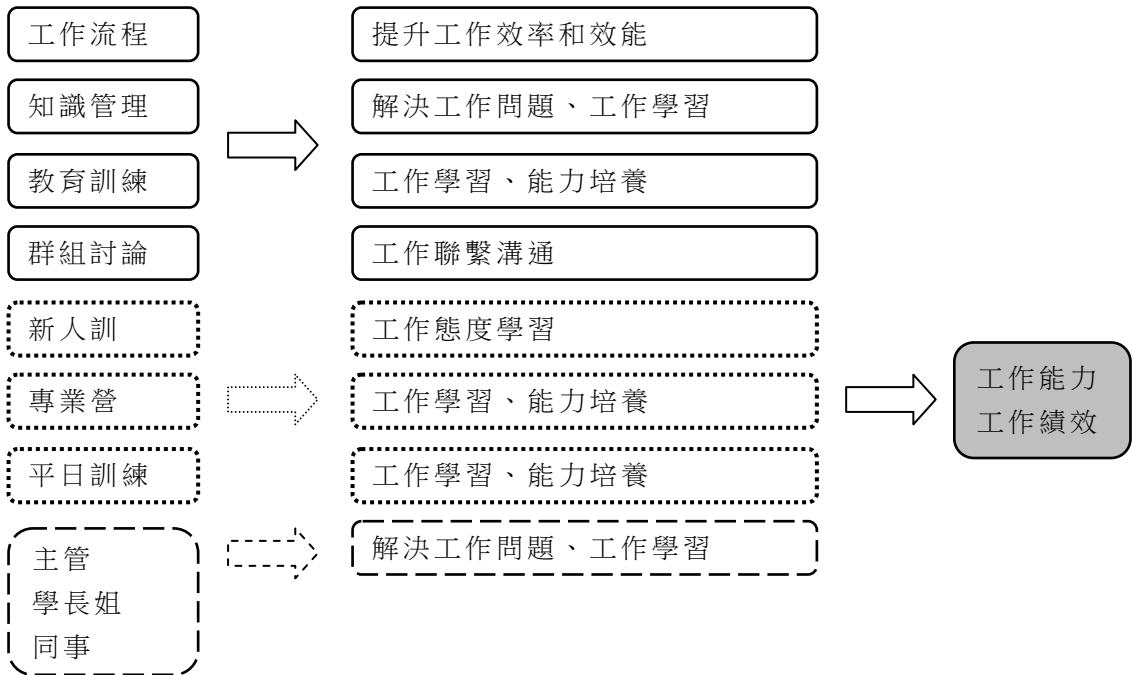 工作流程
提升工作效率和效能
知識管理
解決工作問題、工作學習
教育訓練
工作學習、能力培養
群組討論
工作聯繫溝通
新人訓
工作態度學習
專業營
工作學習、能力培養
平日訓練
工作學習、能力培養
主管
學長姐
同事
解決工作問題、工作學習
工作能力
工作績效